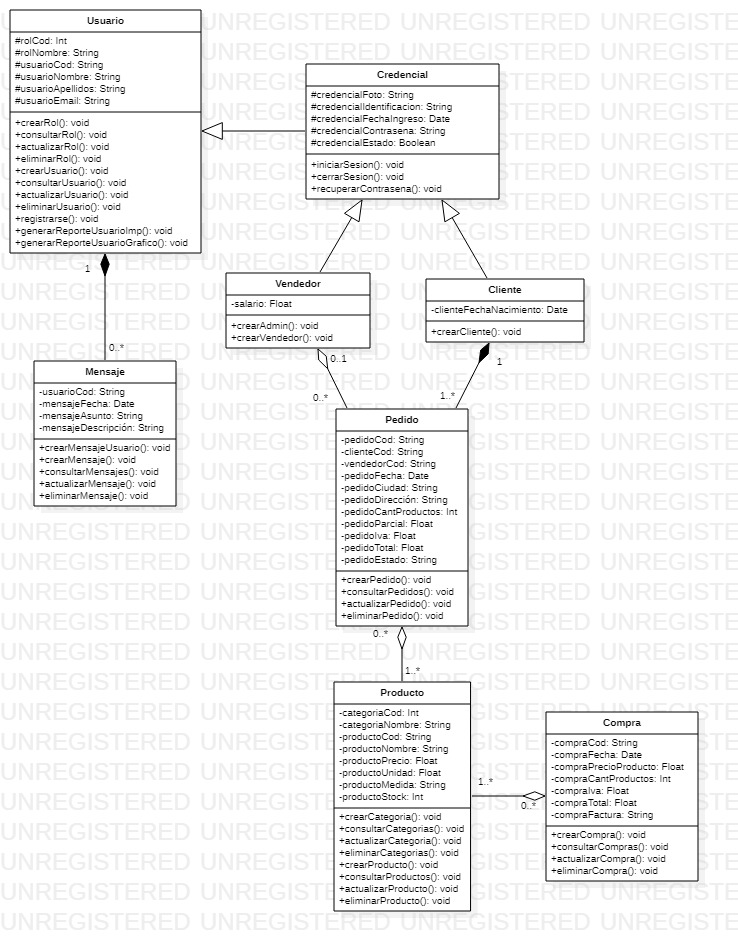 Usuario
#rolCod: Int
#rolNombre: String
#usuarioCod: String
#usuarioNombre: String
#usuarioApellidos: String
#usuarioEmail: String
+crearRol(): void
+consultarRol(): void
+actualizarRol(): void
+eliminarRol(): void
+crearUsuario(): void
+consultarUsuario(): void
+actualizarUsuario(): void
+eliminarUsuario(): void
+registrarse(): void
+generarReporteUsuarioImp(): void
+generarReporteUsuarioGrafico(): void
Credencial
#credencialFoto: String
#credencialIdentificacion: String
#credencialFechaIngreso: Date
#credencialContrasena: String
#credencialEstado: Boolean
+iniciarSesion(): void
+cerrarSesion(): void
+recuperarContrasena(): void
1
0..*
Vendedor
-salario: Float
+crearAdmin(): void
+crearVendedor(): void
Cliente
-clienteFechaNacimiento: Date
+crearCliente(): void
0..1
0..*
1
1..*
Mensaje
-usuarioCod: String
-mensajeFecha: Date
-mensajeAsunto: String
-mensajeDescripción: String
+crearMensajeUsuario(): void
+crearMensaje(): void
+consultarMensajes(): void
+actualizarMensaje(): void
+eliminarMensaje(): void
Pedido
-pedidoCod: String
-clienteCod: String
-vendedorCod: String
-pedidoFecha: Date
-pedidoCiudad: String
-pedidoDirección: String
-pedidoCantProductos: Int
-pedidoParcial: Float
-pedidoIva: Float
-pedidoTotal: Float
-pedidoEstado: String
+crearPedido(): void
+consultarPedidos(): void
+actualizarPedido(): void
+eliminarPedido(): void
0..*
1..*
Producto
-categoriaCod: Int
-categoriaNombre: String
-productoCod: String
-productoNombre: String
-productoPrecio: Float
-productoUnidad: Float
-productoMedida: String
-productoStock: Int
+crearCategoria(): void
+consultarCategorias(): void
+actualizarCategoria(): void
+eliminarCategorias(): void
+crearProducto(): void
+consultarProductos(): void
+actualizarProducto(): void
+eliminarProducto(): void
1..*
0..*
Compra
-compraCod: String
-compraFecha: Date
-compraPrecioProducto: Float
-compraCantProductos: Int
-compraIva: Float
-compraTotal: Float
-compraFactura: String
+crearCompra(): void
+consultarCompras(): void
+actualizarCompra(): void
+eliminarCompra(): void
UNREGISTERED